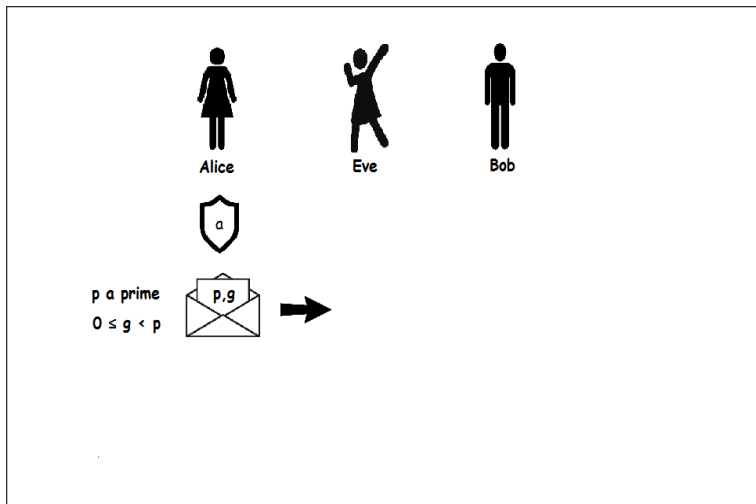 Alice
Eve
Bob
a
p a prime
p,g
0 ≤ g < p